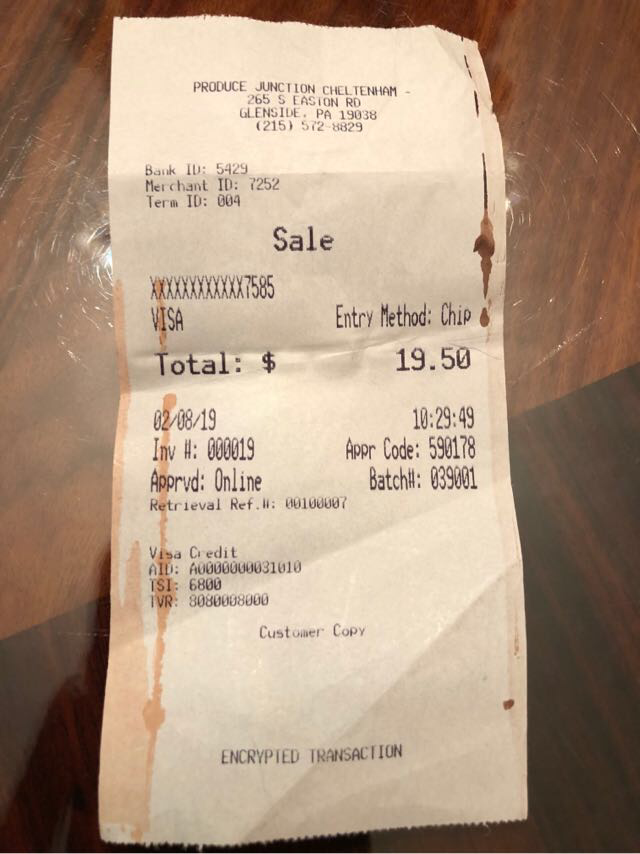 PRODUCE JUNCTION CHELTENHAM -
265 S EASTON RD
GLENSIDE, PA 19038
(215) 572-8829
Bank ID: 5429
Merchant ID: 7252
Term ID: 004
Sale
XXXXXXXXXXXX7585
VISA Entry Method: Chip
Total: $ 19.50
02/08/19 10:29:49
Inv #: 000019 Appr Code: 590178
Apprvd: Online Batch#: 039001
Retrieval Ref.#: 00100007
Visa Credit
AID: A0000000031010
TSI: 6800
TVR: 8080008000
Customer Copy
ENCRYPTED TRANSACTION